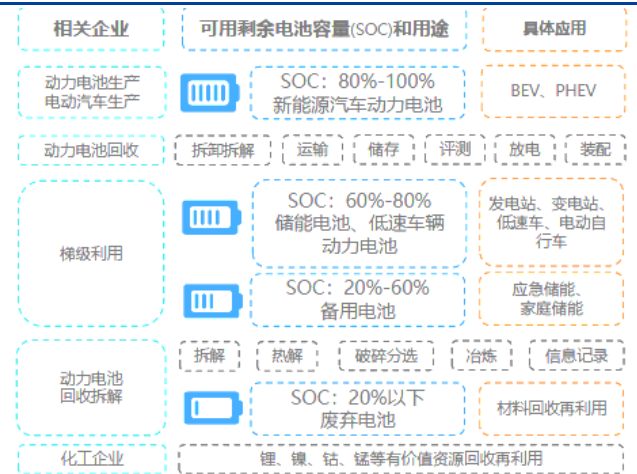 相关企业
可用剩余电池容量(SOC)和用途
具体应用
动力电池生产
电动汽车生产
SOC：80%-100%
新能源汽车动力电池
BEV、PHEV
动力电池回收
拆卸拆解
运输
储存
评测
放电
装配
梯级利用
SOC：60%-80%
储能电池、低速车辆
动力电池
发电站、变电站、
低速车、电动自
行车
SOC：20%-60%
备用电池
应急储能、
家庭储能
动力电池
回收拆解
拆解
热解
破碎分选
冶炼
信息记录
SOC：20%以下
废弃电池
材料回收再利用
化工企业
锂、镍、钴、锰等有价值资源回收再利用